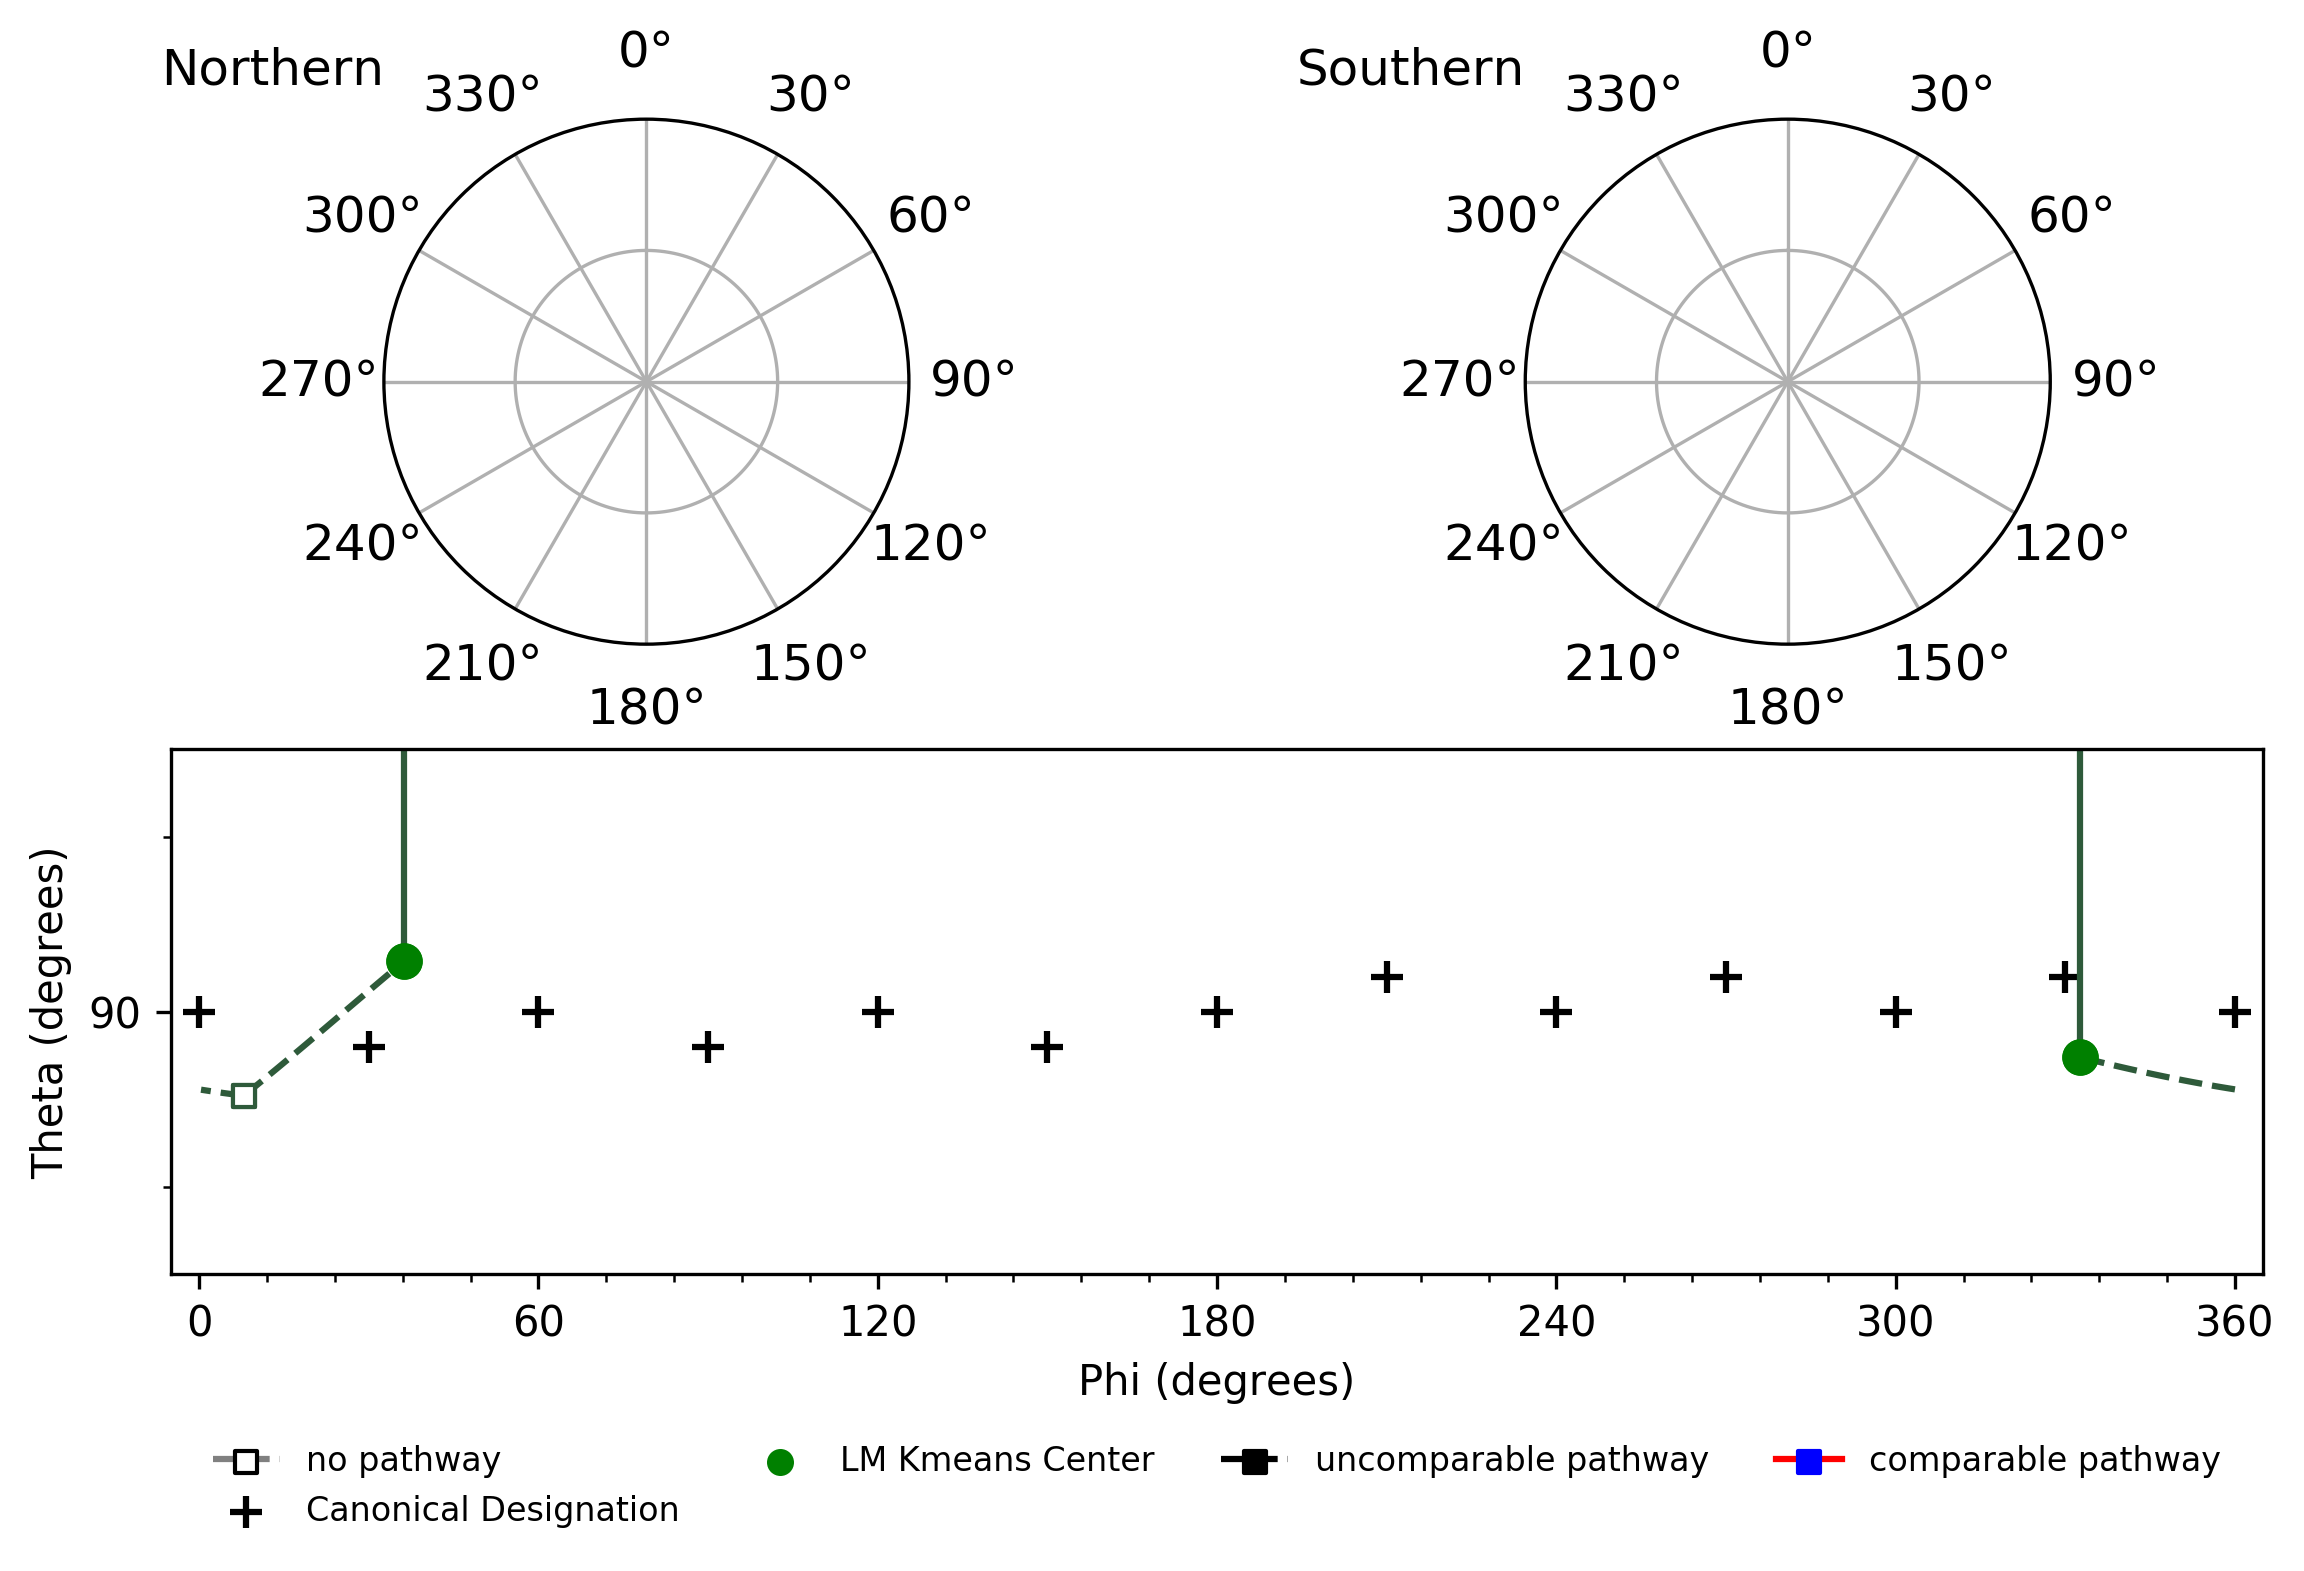 Northern
0°
330°
30°
300°
60°
270°
90°
240°
120°
210°
150°
180°
Southern
0°
330°
30°
300°
60°
270°
90°
240°
120°
210°
150°
180°
Theta (degrees)
90
0 60 120 180 240 300 360
Phi (degrees)
no pathway
Canonical Designation
LM Kmeans Center
uncomparable pathway
comparable pathway